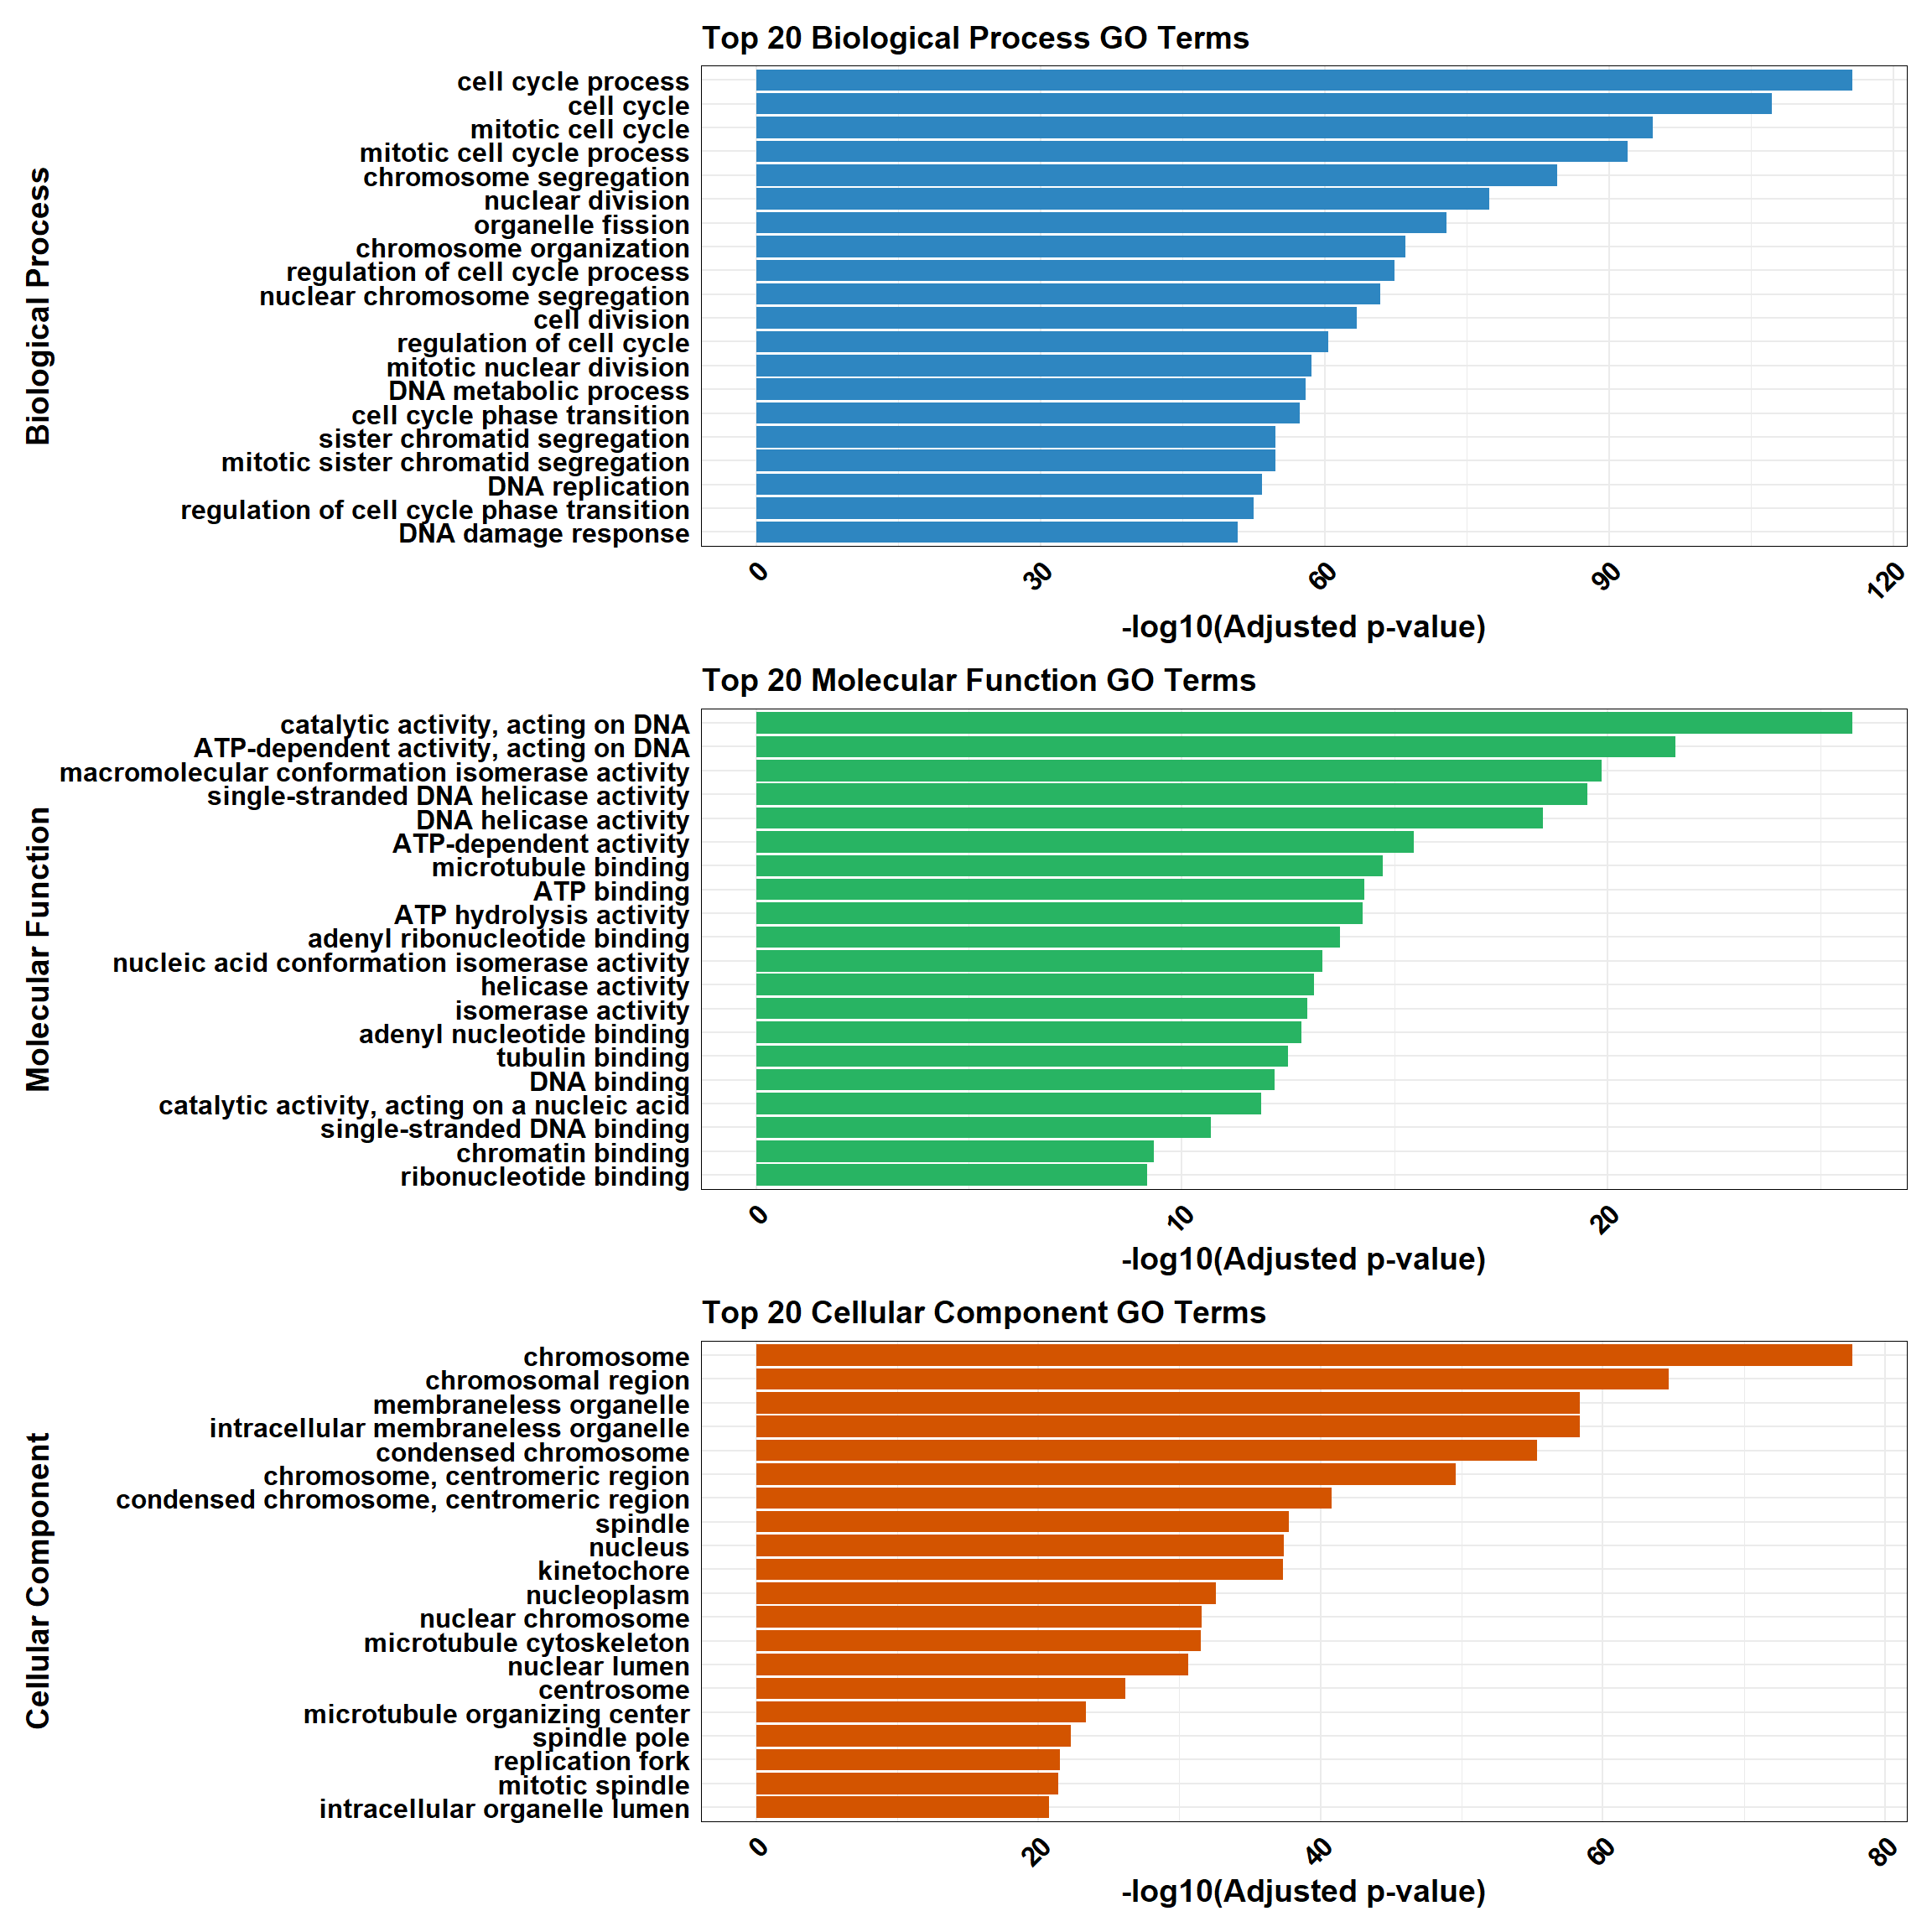 Top 20 Biological Process GO Terms
Biological Process
cell cycle process
cell cycle
mitotic cell cycle
mitotic cell cycle process
chromosome segregation
nuclear division
organelle fission
chromosome organization
regulation of cell cycle process
nuclear chromosome segregation
cell division
regulation of cell cycle
mitotic nuclear division
DNA metabolic process
cell cycle phase transition
sister chromatid segregation
mitotic sister chromatid segregation
DNA replication
regulation of cell cycle phase transition
DNA damage response
0 30 60 90 120
-log10(Adjusted p-value)
Top 20 Molecular Function GO Terms
Molecular Function
catalytic activity, acting on DNA
ATP-dependent activity, acting on DNA
macromolecular conformation isomerase activity
single-stranded DNA helicase activity
DNA helicase activity
ATP-dependent activity
microtubule binding
ATP binding
ATP hydrolysis activity
adenyl ribonucleotide binding
nucleic acid conformation isomerase activity
helicase activity
isomerase activity
adenyl nucleotide binding
tubulin binding
DNA binding
catalytic activity, acting on a nucleic acid
single-stranded DNA binding
chromatin binding
ribonucleotide binding
0 10 20
-log10(Adjusted p-value)
Top 20 Cellular Component GO Terms
Cellular Component
chromosome
chromosomal region
membraneless organelle
intracellular membraneless organelle
condensed chromosome
chromosome, centromeric region
condensed chromosome, centromeric region
spindle
nucleus
kinetochore
nucleoplasm
nuclear chromosome
microtubule cytoskeleton
nuclear lumen
centrosome
microtubule organizing center
spindle pole
replication fork
mitotic spindle
intracellular organelle lumen
0 20 40 60 80
-log10(Adjusted p-value)